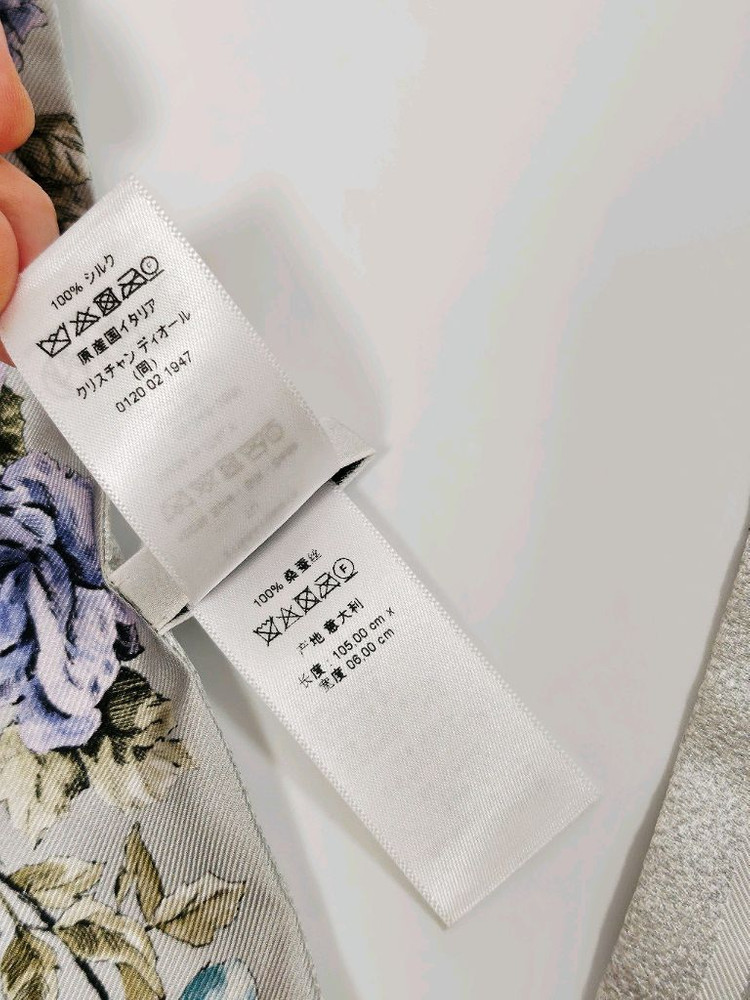 100% シルク
原産国イタリア
クリスチャン ディオール
(同)
0120 02 1947
100% 桑蚕丝
F
产地 意大利
长度 : 105.00 cm x
宽度 06.00 cm